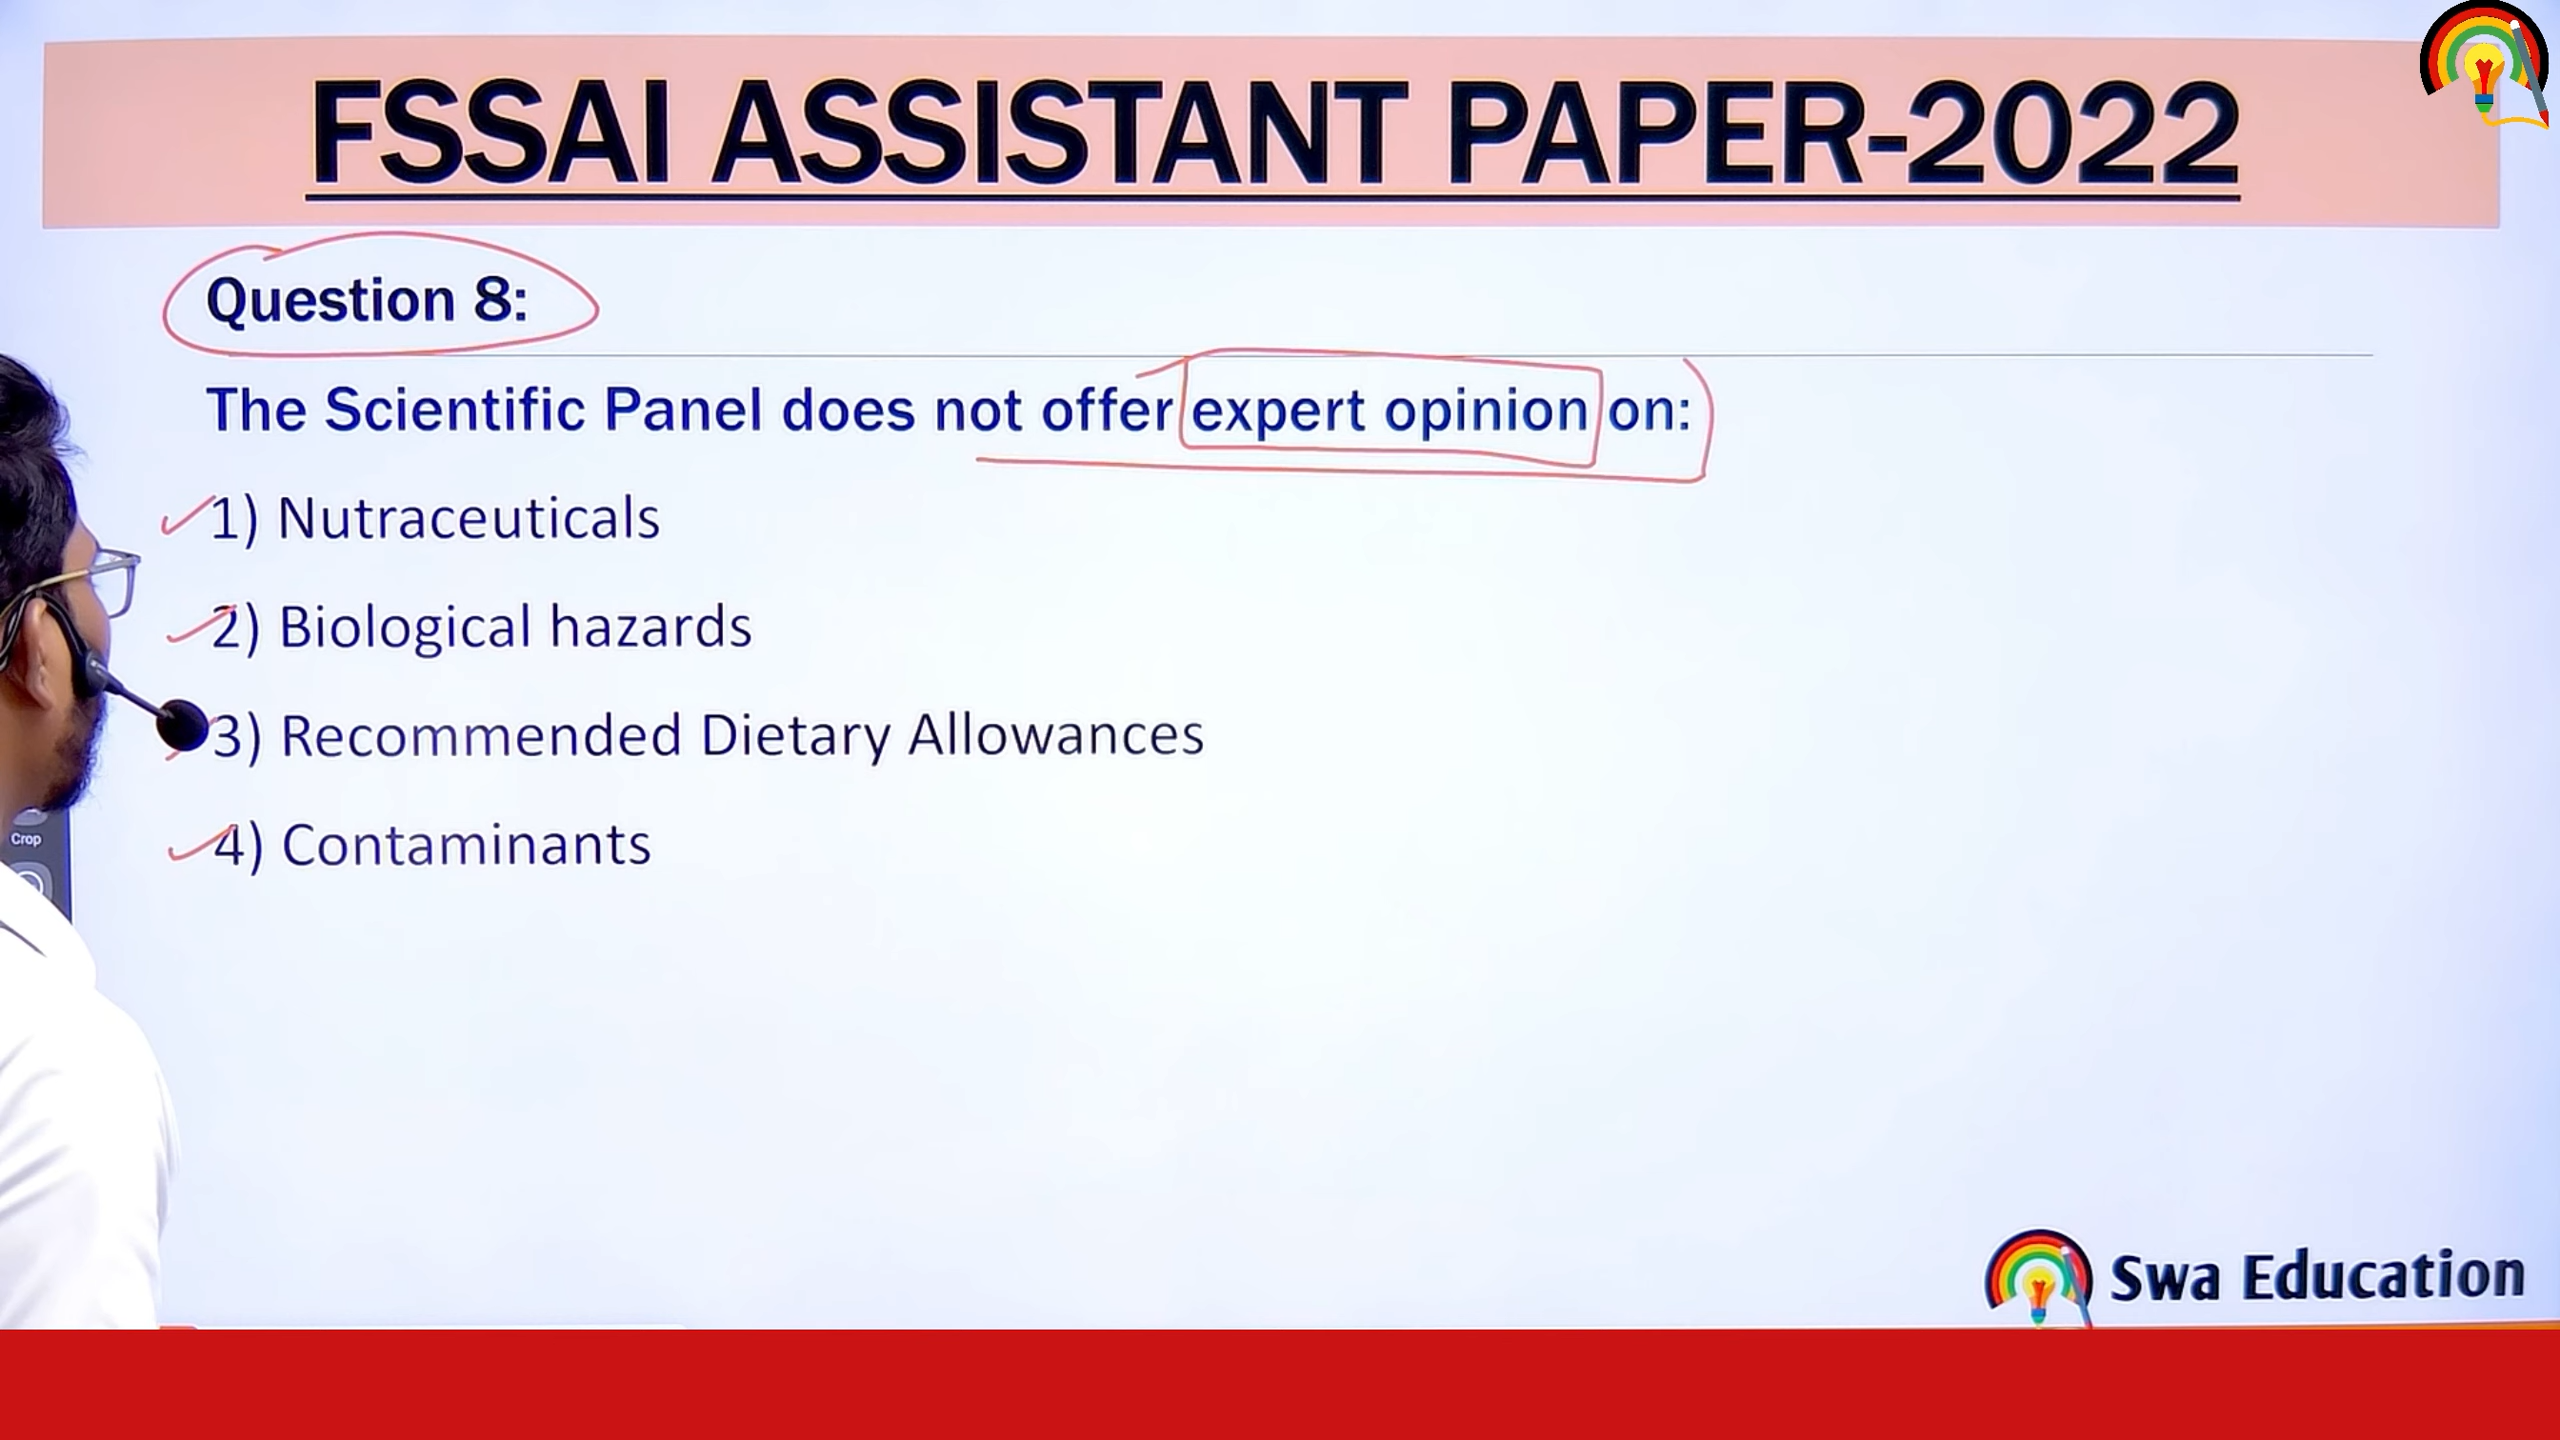 FSSAI ASSISTANT PAPER-2022
Question 8:
The Scientific Panel does not offer expert opinion on:
1) Nutraceuticals
2) Biological hazards
3) Recommended Dietary Allowances
4) Contaminants
Crop
Swa Education